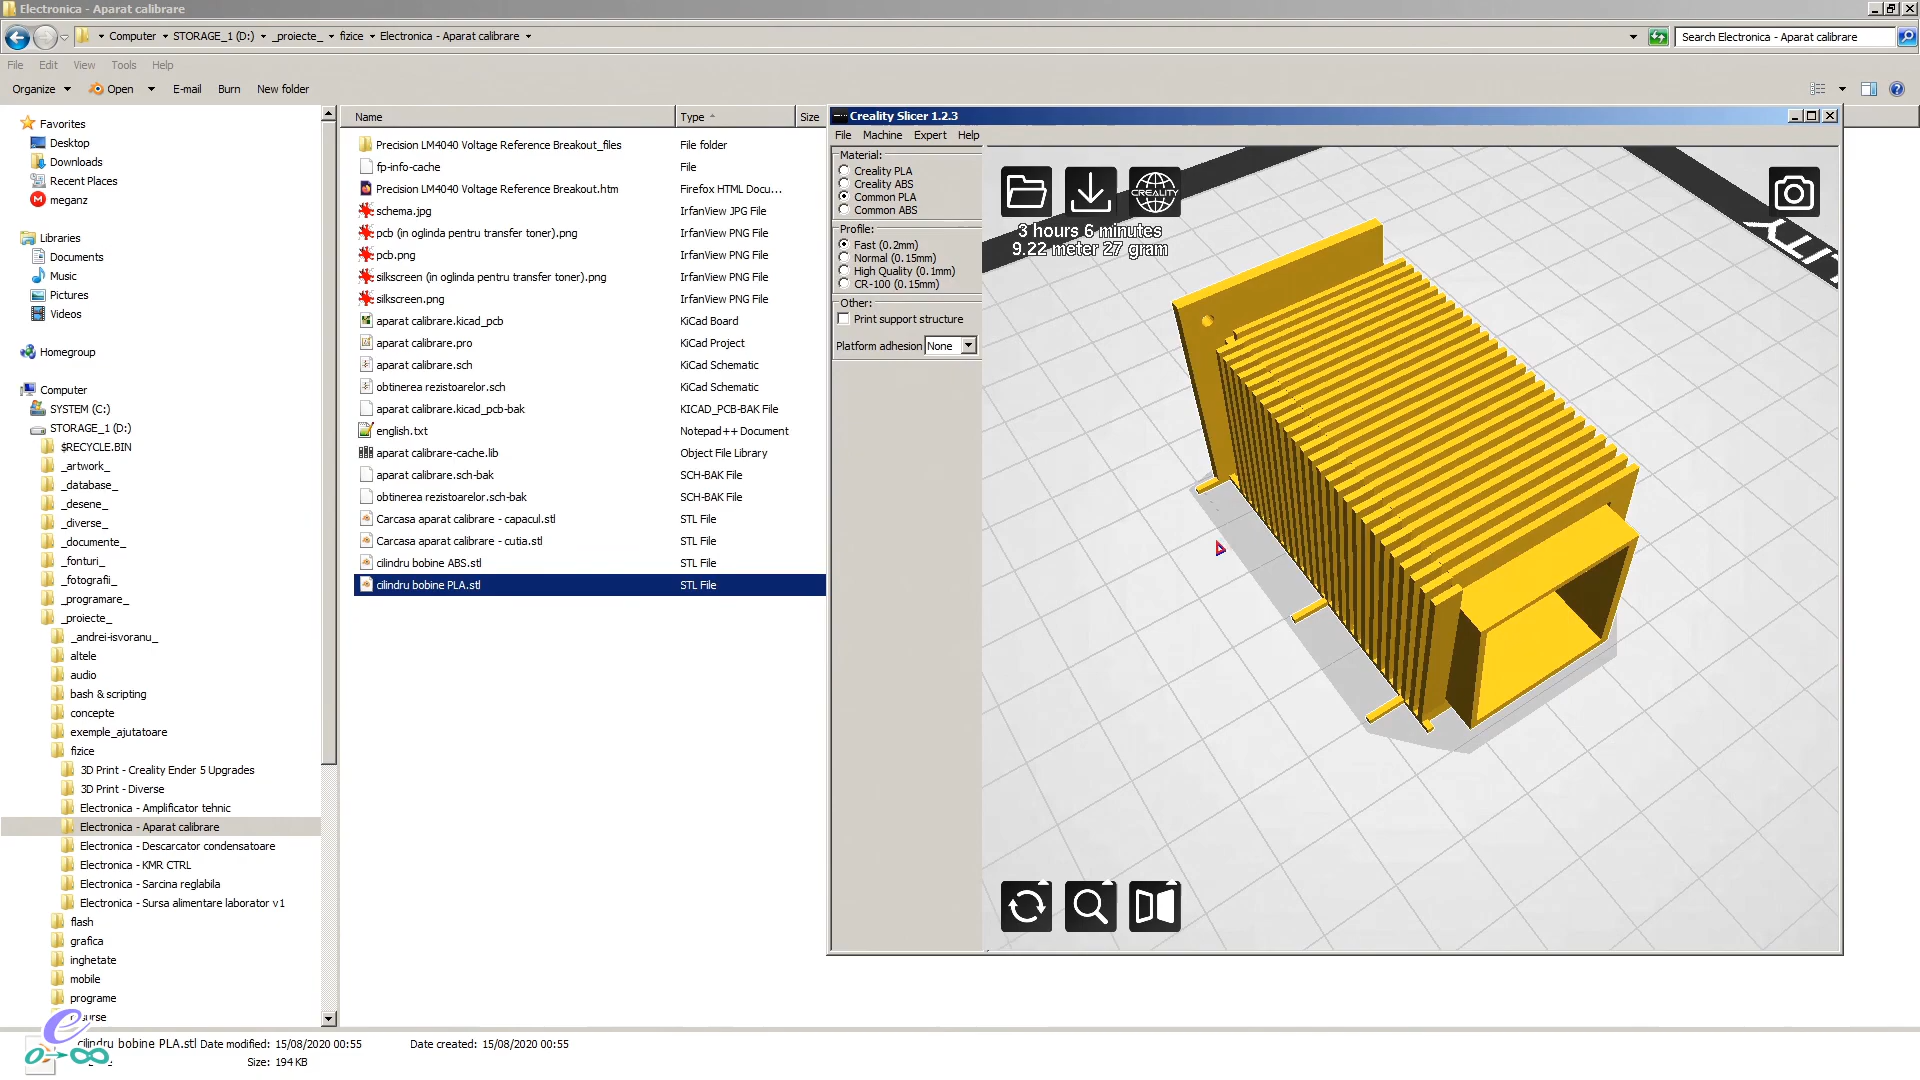 Electronica - Aparat calibrare
Computer STORAGE_1 (D:) _proiecte_ fizice Electronica - Aparat calibrare
Search Electronica - Aparat calibrare
File Edit View Tools Help
Organize Open E-mail Burn New folder
Favorites
Desktop
Downloads
Recent Places
meganz
Libraries
Documents
Music
Pictures
Videos
Homegroup
Computer
SYSTEM (C:)
STORAGE_1 (D:)
$RECYCLE.BIN
_artwork_
_database_
_desene_
_diverse_
_documente_
_fonturi_
_fotografii_
_programare_
_proiecte_
_andrei-isvoranu_
altele
audio
bash & scripting
concepte
exemple_ajutatoare
fizice
3D Print - Creality Ender 5 Upgrades
3D Print - Diverse
Electronica - Amplificator tehnic
Electronica - Aparat calibrare
Electronica - Descarcator condensatoare
Electronica - KMR CTRL
Electronica - Sarcina reglabila
Electronica - Sursa alimentare laborator v1
flash
grafica
inghetate
mobile
programe
Name Type Size
Precision LM4040 Voltage Reference Breakout_files File folder
fp-info-cache File
Precision LM4040 Voltage Reference Breakout.htm Firefox HTML Docu...
schema.jpg IrfanView JPG File
pcb (in oglinda pentru transfer toner).png IrfanView PNG File
pcb.png IrfanView PNG File
silkscreen (in oglinda pentru transfer toner).png IrfanView PNG File
silkscreen.png IrfanView PNG File
aparat calibrare.kicad_pcb KiCad Board
aparat calibrare.pro KiCad Project
aparat calibrare.sch KiCad Schematic
obtinerea rezistoarelor.sch KiCad Schematic
aparat calibrare.kicad_pcb-bak KICAD_PCB-BAK File
english.txt Notepad++ Document
aparat calibrare-cache.lib Object File Library
aparat calibrare.sch-bak SCH-BAK File
obtinerea rezistoarelor.sch-bak SCH-BAK File
Carcasa aparat calibrare - capacul.stl STL File
Carcasa aparat calibrare - cutia.stl STL File
cilindru bobine ABS.stl STL File
cilindru bobine PLA.stl STL File
Creality Slicer 1.2.3
File Machine Expert Help
Material:
Creality PLA
Creality ABS
Common PLA
Common ABS
Profile:
Fast (0.2mm)
Normal (0.15mm)
High Quality (0.1mm)
CR-100 (0.15mm)
Other:
Print support structure
Platform adhesion None
CREALITY
3 hours 6 minutes
9.22 meter 27 gram
cilindru bobine PLA.stl Date modified: 15/08/2020 00:55 Date created: 15/08/2020 00:55
Size: 194 KB